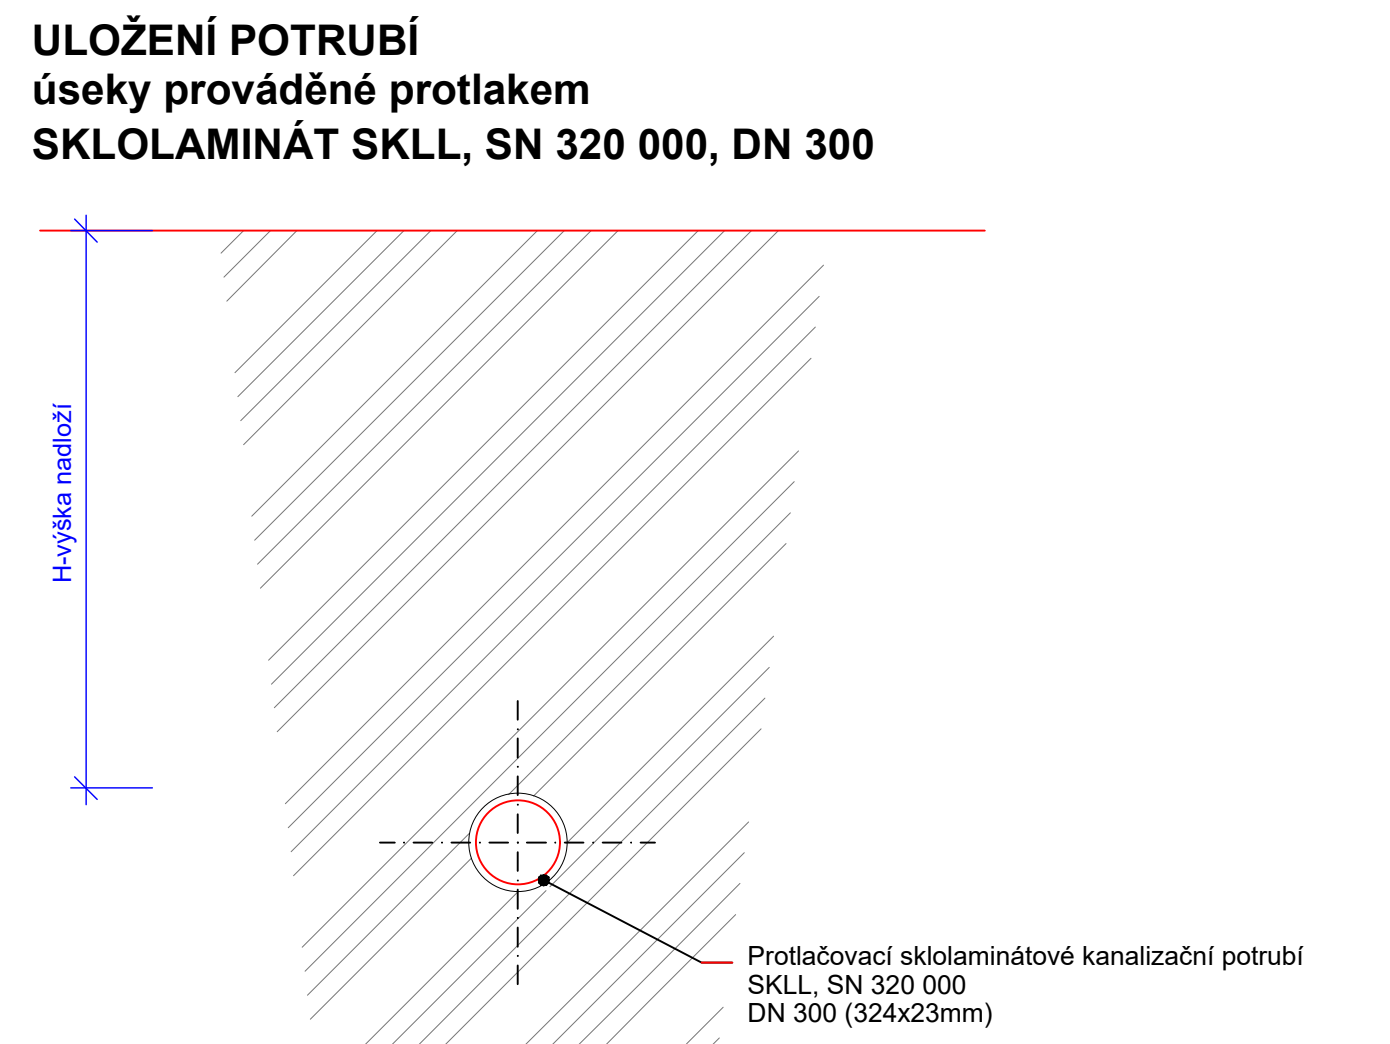 ULOŽENÍ POTRUBÍ
úseky prováděné protlakem
SKLOLAMINÁT SKLL, SN 320 000, DN 300
H-výška nadloží
Protlačovací sklolaminátové kanalizační potrubí
SKLL, SN 320 000
DN 300 (324x23mm)